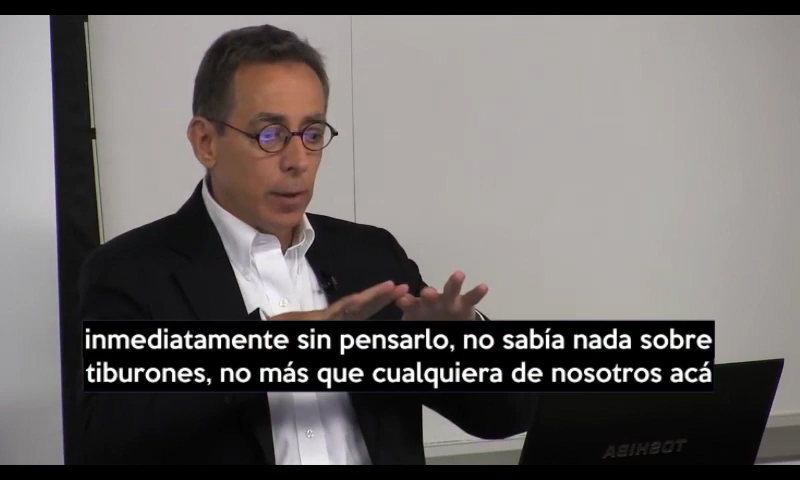 inmediatamente sin pensarlo, no sabía nada sobre
tiburones, no más que cualquiera de nosotros acá
TOSHIBA